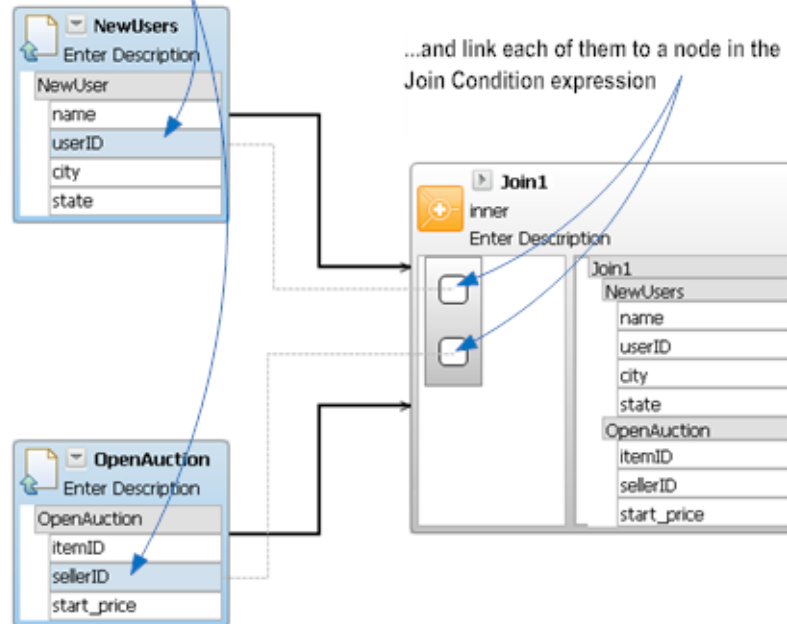 NewUsers
Enter Description
NewUser
name
userID
city
state
...and link each of them to a node in the
Join Condition expression
Join1
inner
Enter Description
Join1
NewUsers
name
userID
city
state
OpenAuction
itemID
sellerID
start_price
OpenAuction
Enter Description
OpenAuction
itemID
sellerID
start_price